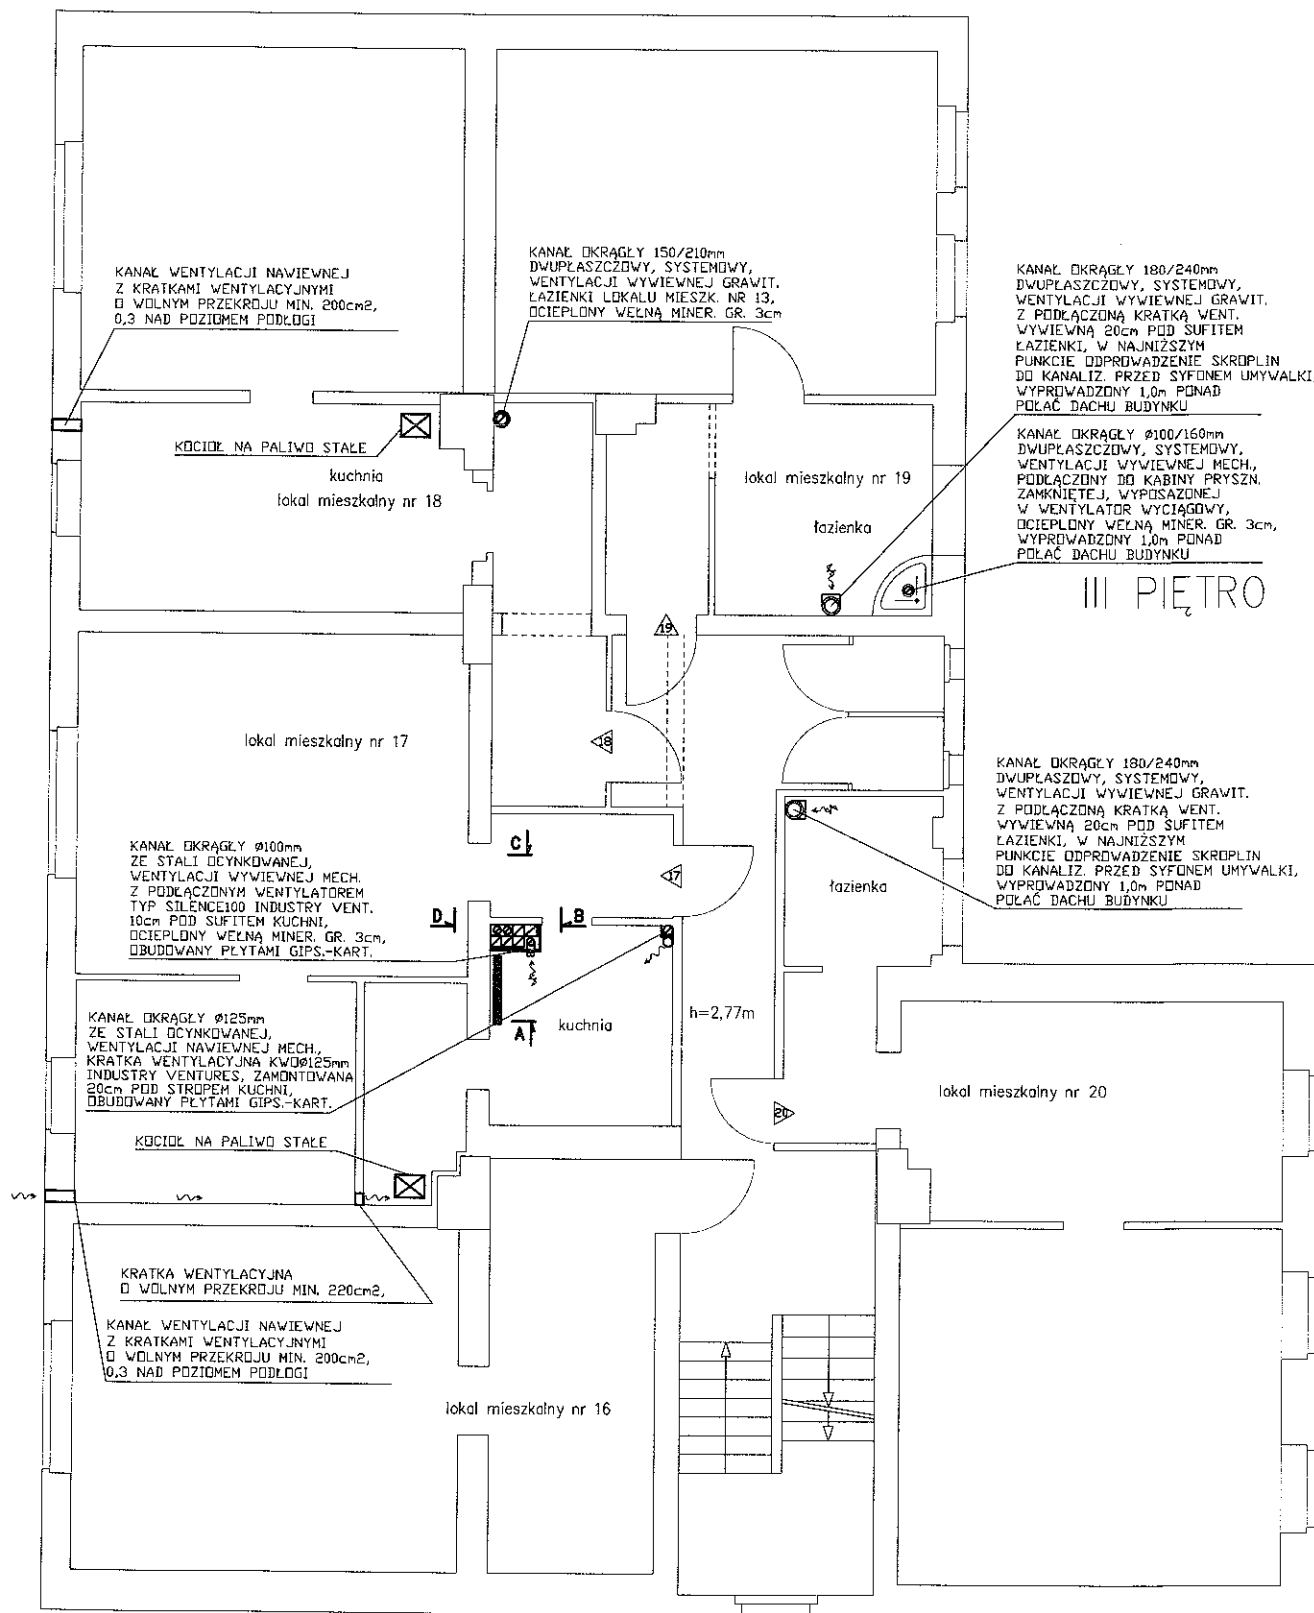 KANAŁ WENTYLACJI NAWIEWNEJ
Z KRATKAMI WENTYLACYJNYMI
O WOLNYM PRZEKROJU MIN. 200cm2,
0,3 NAD POZIOMEM PODŁOGI
KANAŁ OKRĄGŁY 150/210mm
DWUPŁASZCZOWY, SYSTEMOWY,
WENTYLACJI WYWIEWNEJ GRAWIT.
ŁAZIENKI LOKALU MIESZK. NR 13,
OCIEPLONY WEŁNĄ MINER. GR. 3cm
KANAŁ OKRĄGŁY 180/240mm
DWUPŁASZCZOWY, SYSTEMOWY,
WENTYLACJI WYWIEWNEJ GRAWIT.
Z PODŁĄCZONĄ KRATKĄ WENT.
WYWIEWNĄ 20cm POD SUFITEM
ŁAZIENKI, W NAJNIŻSZYM
PUNKCIE ODPROWADZENIE SKROPLIN
DO KANALIZ. PRZED SYFONEM UMYWALKI,
WYPROWADZONY 1,0m PONAD
POŁAĆ DACHU BUDYNKU
KANAŁ OKRĄGŁY Ø100/160mm
DWUPŁASZCZOWY, SYSTEMOWY,
WENTYLACJI WYWIEWNEJ MECH.,
PODŁĄCZONY DO KABINY PRYSZN.
ZAMKNIĘTEJ, WYPOSAŻONEJ
W WENTYLATOR WYCIĄGOWY,
OCIEPLONY WEŁNĄ MINER. GR. 3cm,
WYPROWADZONY 1,0m PONAD
POŁAĆ DACHU BUDYNKU
III PIĘTRO
KOCIOŁ NA PALIWO STAŁE
kuchnia
lokal mieszkalny nr 18
lokal mieszkalny nr 19
łazienka
19
lokal mieszkalny nr 17
18
KANAŁ OKRĄGŁY 180/240mm
DWUPŁASZOWY, SYSTEMOWY,
WENTYLACJI WYWIEWNEJ GRAWIT.
Z PODŁĄCZONĄ KRATKĄ WENT.
WYWIEWNĄ 20cm POD SUFITEM
ŁAZIENKI, W NAJNIŻSZYM
PUNKCIE ODPROWADZENIE SKROPLIN
DO KANALIZ. PRZED SYFONEM UMYWALKI,
WYPROWADZONY 1,0m PONAD
POŁAĆ DACHU BUDYNKU
KANAŁ OKRĄGŁY Ø100mm
ZE STALI OCYNKOWANEJ,
WENTYLACJI WYWIEWNEJ MECH.
Z PODŁĄCZONYM WENTYLATOREM
TYP SILENCE100 INDUSTRY VENT.
10cm POD SUFITEM KUCHNI,
OCIEPLONY WEŁNĄ MINER. GR. 3cm,
OBUDOWANY PŁYTAMI GIPS.-KART.
C
17
D
B
łazienka
A
kuchnia
h=2,77m
KANAŁ OKRĄGŁY Ø125mm
ZE STALI OCYNKOWANEJ,
WENTYLACJI NAWIEWNEJ MECH.,
KRATKA WENTYLACYJNA KWOØ125mm
INDUSTRY VENTURES, ZAMONTOWANA
20cm POD STROPEM KUCHNI,
OBUDOWANY PŁYTAMI GIPS.-KART.
lokal mieszkalny nr 20
20
KOCIOŁ NA PALIWO STAŁE
KRATKA WENTYLACYJNA
O WOLNYM PRZEKROJU MIN. 220cm2,
KANAŁ WENTYLACJI NAWIEWNEJ
Z KRATKAMI WENTYLACYJNYMI
O WOLNYM PRZEKROJU MIN. 200cm2,
0,3 NAD POZIOMEM PODŁOGI
lokal mieszkalny nr 16